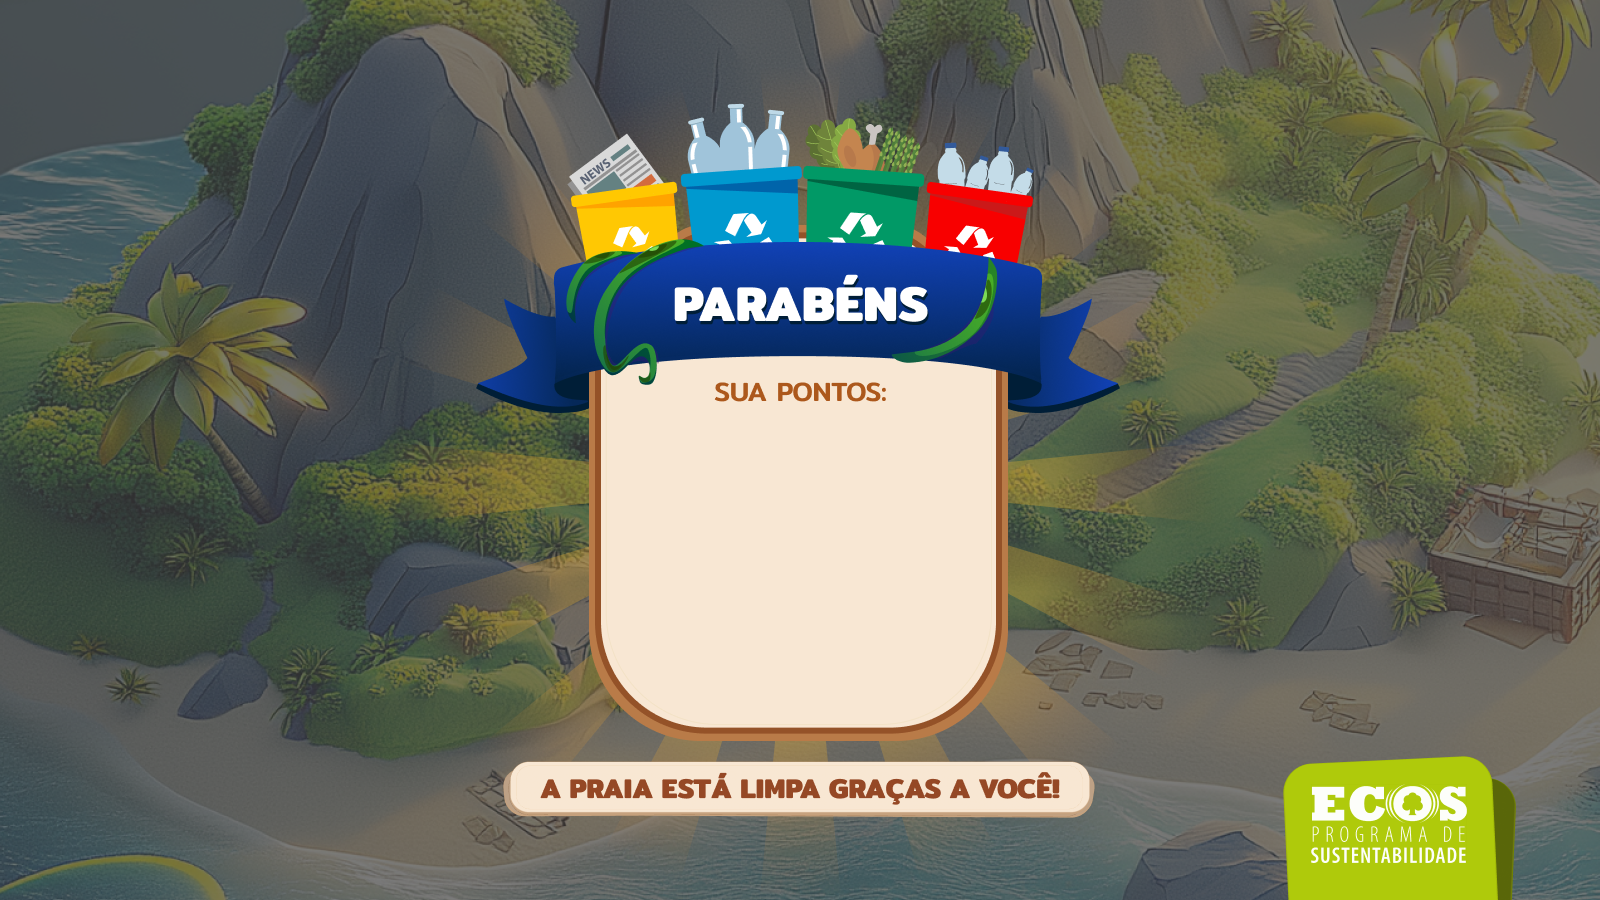 NEWS
PARABÉNS
SUA PONTOS:
A PRAIA ESTÁ LIMPA GRAÇAS A VOCÊ!
ECOS
PROGRAMA DE
SUSTENTABILIDADE